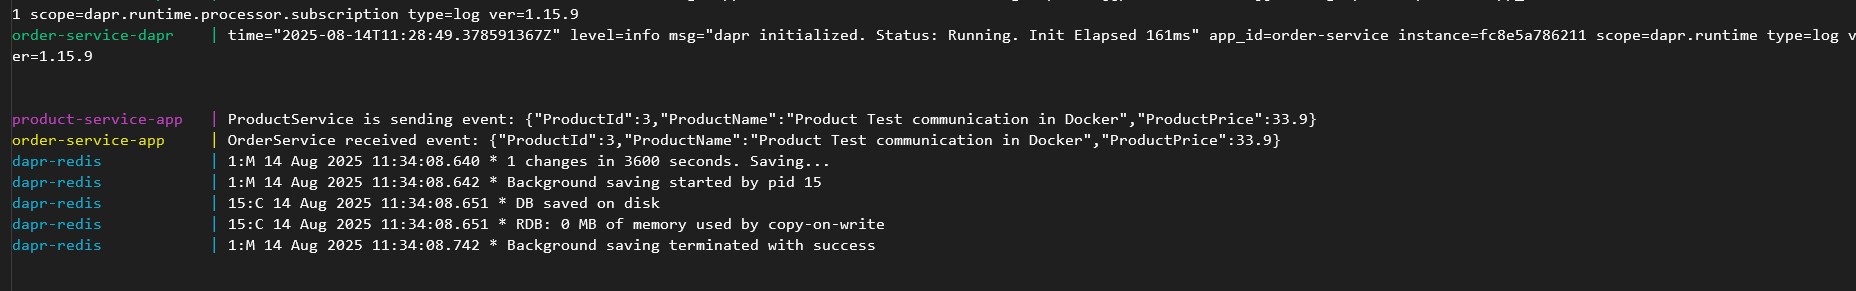 1 scope=dapr.runtime.processor.subscription type=log ver=1.15.9
order-service-dapr | time="2025-08-14T11:28:49.378591367Z" level=info msg="dapr initialized. Status: Running. Init Elapsed 161ms" app_id=order-service instance=fc8e5a786211 scope=dapr.runtime type=log v
er=1.15.9
product-service-app | ProductService is sending event: {"ProductId":3,"ProductName":"Product Test communication in Docker","ProductPrice":33.9}
order-service-app | OrderService received event: {"ProductId":3,"ProductName":"Product Test communication in Docker","ProductPrice":33.9}
dapr-redis | 1:M 14 Aug 2025 11:34:08.640 * 1 changes in 3600 seconds. Saving...
dapr-redis | 1:M 14 Aug 2025 11:34:08.642 * Background saving started by pid 15
dapr-redis | 15:C 14 Aug 2025 11:34:08.651 * DB saved on disk
dapr-redis | 15:C 14 Aug 2025 11:34:08.651 * RDB: 0 MB of memory used by copy-on-write
dapr-redis | 1:M 14 Aug 2025 11:34:08.742 * Background saving terminated with success